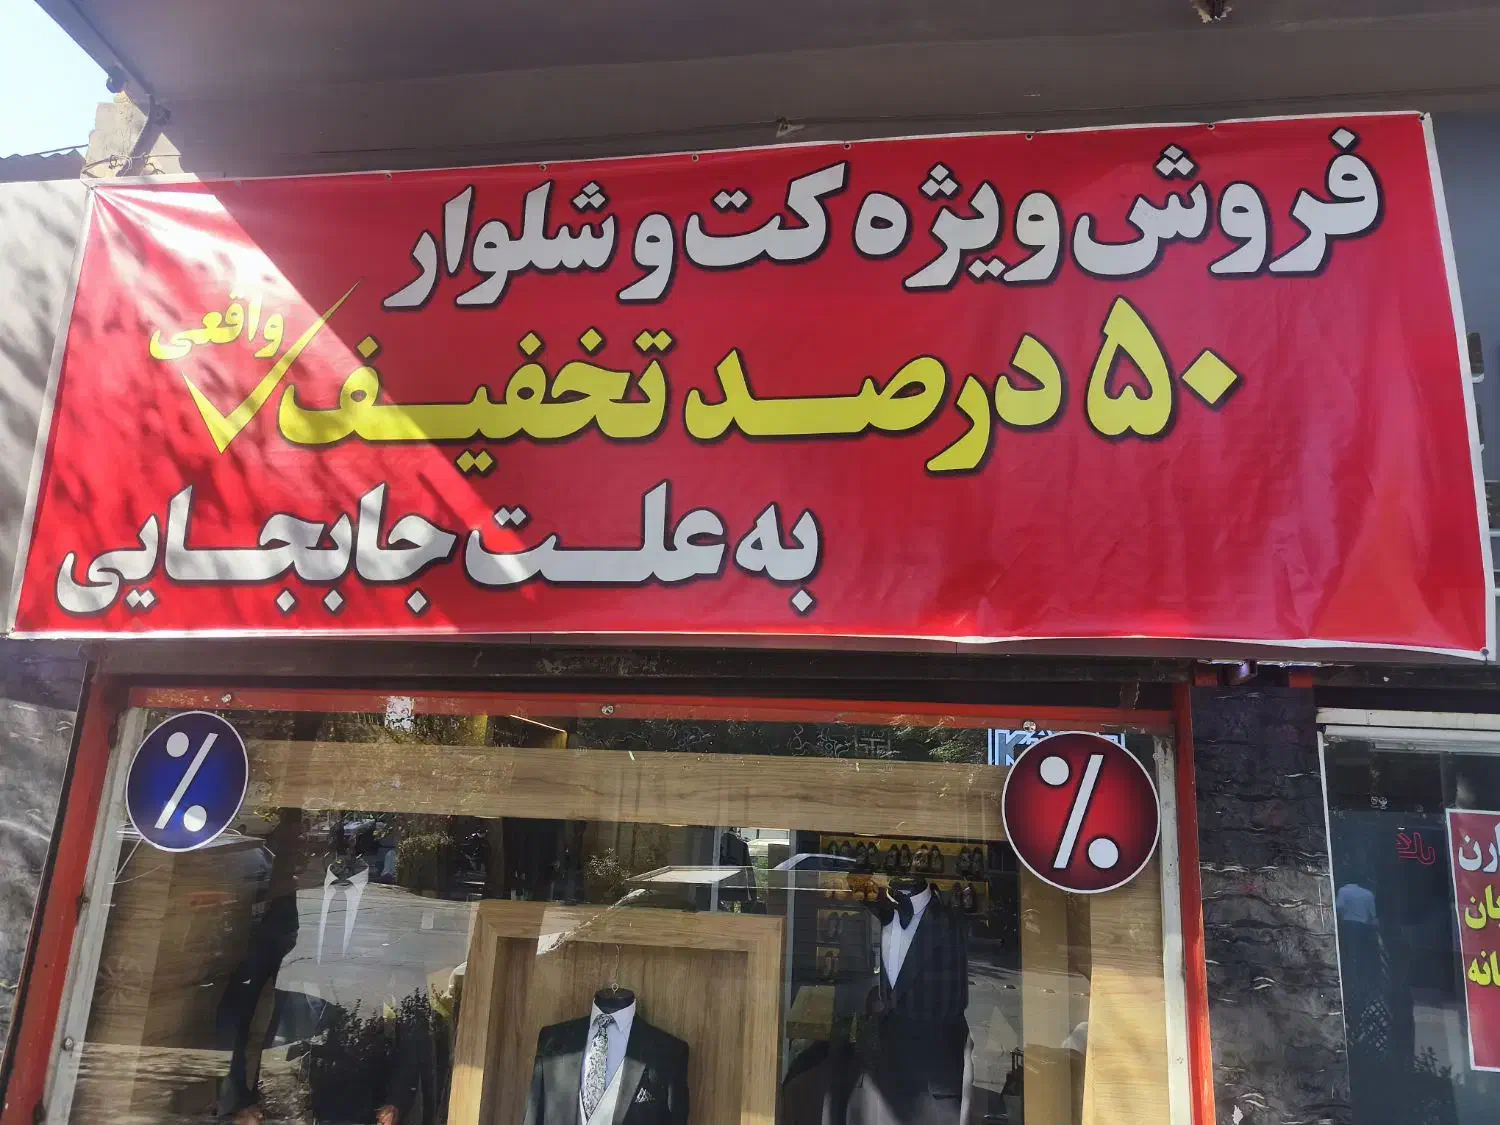 فروش ویژه کت و شلوار
۵۰ درصد تخفیف واقعی
به علت جابجایی
%
%